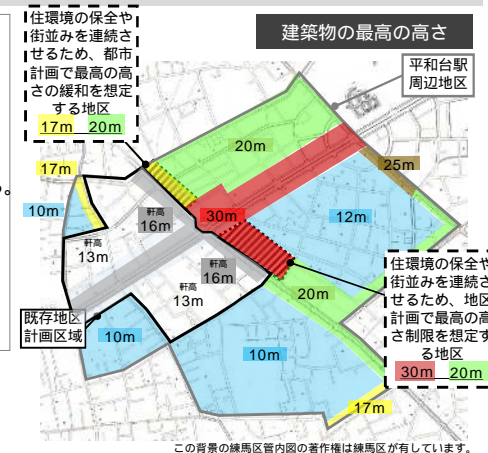 住環境の保全や
街並みを連続さ
せるため、都市
計画で最高の高
さの緩和を想定
する地区
17m 20m
建築物の最高の高さ
平和台駅
周辺地区
る。
20m
17m
25m
10m
30m
12m
軒高
16m
軒高
13m
軒高
16m
軒高
13m
20m
住環境の保全や
街並みを連続さ
せるため、地区
計画で最高の高
さ制限を想定す
る地区
30m 20m
既存地区
計画区域
10m
10m
17m
この背景の練馬区管内図の著作権は練馬区が有しています。